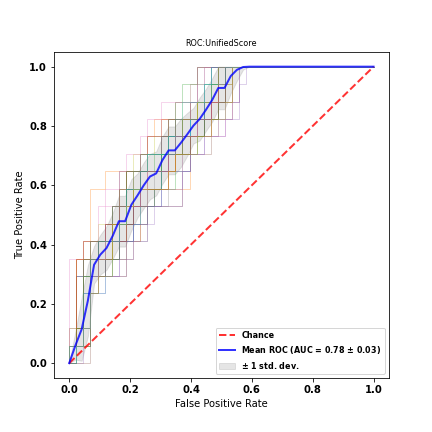 ROC:UnifiedScore
1.0
0.8
0.6
0.4
0.2
0.0
True Positive Rate
Chance
Mean ROC (AUC = 0.78 ± 0.03)
± 1 std. dev.
0.0 0.2 0.4 0.6 0.8 1.0
False Positive Rate